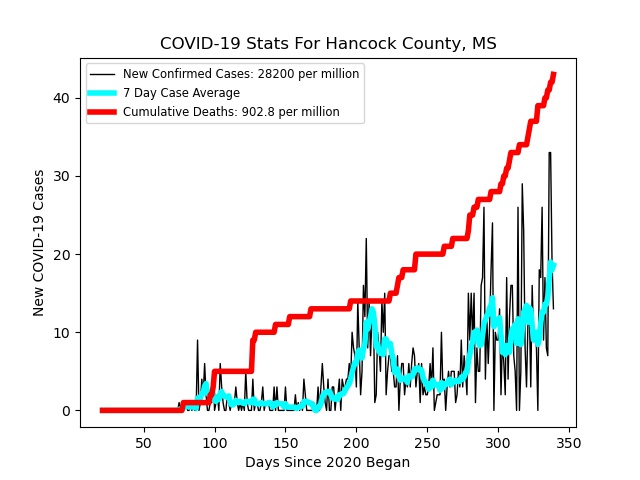 COVID-19 Stats For Hancock County, MS
New Confirmed Cases: 28200 per million
7 Day Case Average
Cumulative Deaths: 902.8 per million
New COVID-19 Cases
40
30
20
10
0
50
100
150
200
250
300
350
Days Since 2020 Began